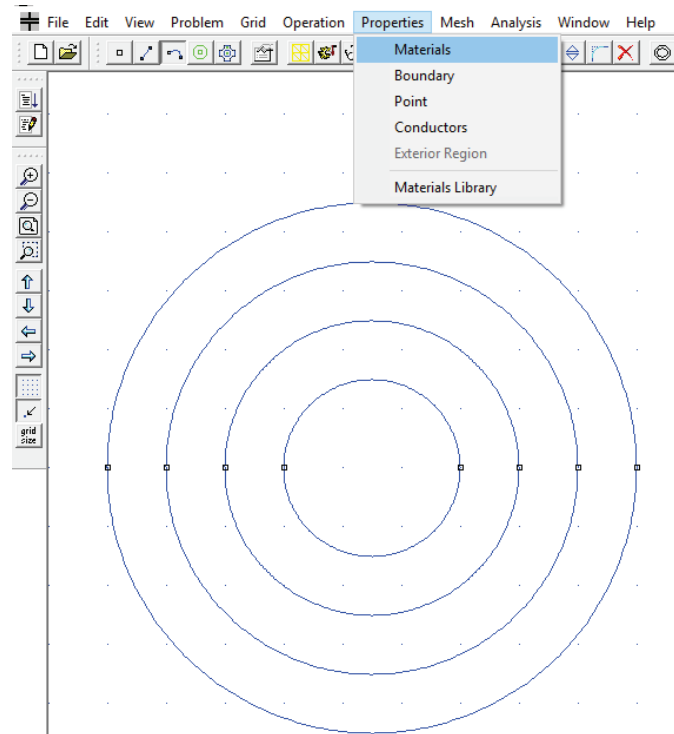 File Edit View Problem Grid Operation Properties Mesh Analysis Window Help
Materials
Boundary
Point
Conductors
Exterior Region
Materials Library
grid
size